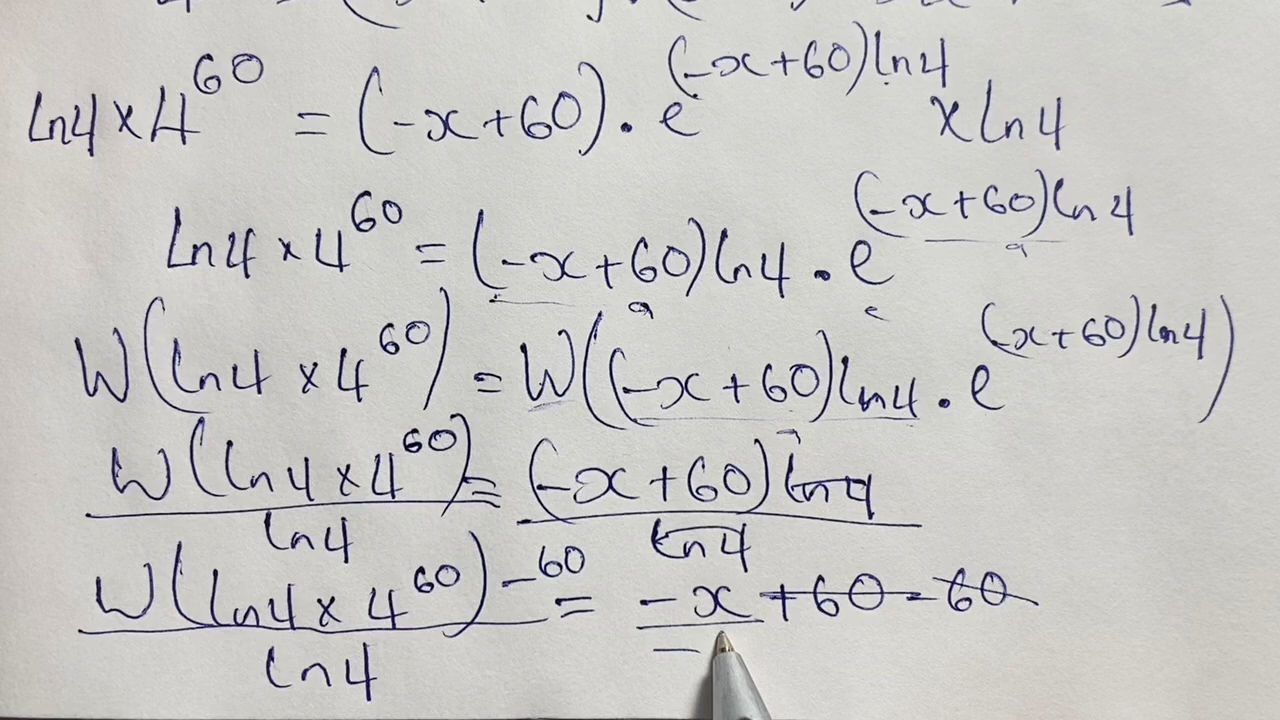 ln4×4^60 = (-x+60).e^(-x+60)ln4
xln4
ln4×4^60 = (-x+60)ln4.e^(-x+60)ln4
W(ln4×4^60) = W((-x+60)ln4.e^(-x+60)ln4)
W(ln4×4^60) = (-x+60)ln4
ln4 ln4
W(ln4×4^60) -60 = -x+60-60
ln4